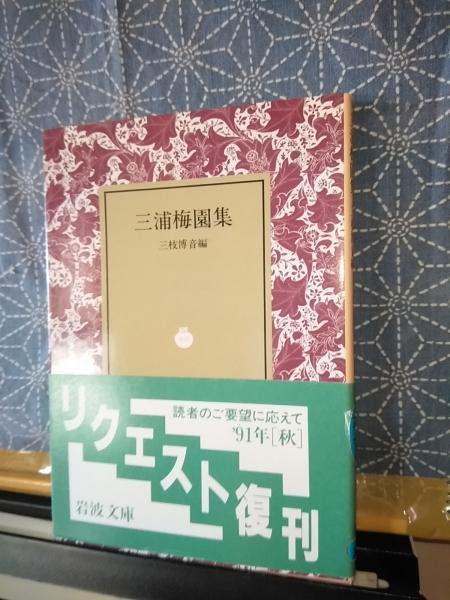 三浦梅園集
三枝博音編
読者のご要望に応えて
'91年[秋]
リクエスト復刊
岩波文庫